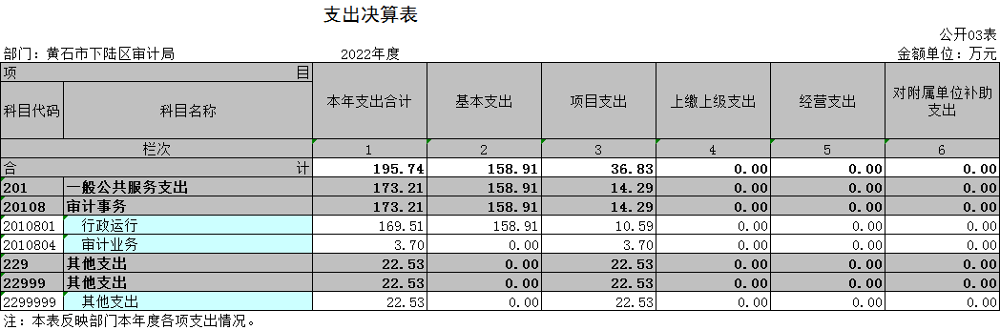 支出决算表
公开03表
部门：黄石市下陆区审计局 2022年度 金额单位：万元
项 目 本年支出合计 基本支出 项目支出 上缴上级支出 经营支出 对附属单位补助支出
科目代码 科目名称
栏次 1 2 3 4 5 6
合 计 195.74 158.91 36.83 0.00 0.00 0.00
201 一般公共服务支出 173.21 158.91 14.29 0.00 0.00 0.00
20108 审计事务 173.21 158.91 14.29 0.00 0.00 0.00
2010801 行政运行 169.51 158.91 10.59 0.00 0.00 0.00
2010804 审计业务 3.70 0.00 3.70 0.00 0.00 0.00
229 其他支出 22.53 0.00 22.53 0.00 0.00 0.00
22999 其他支出 22.53 0.00 22.53 0.00 0.00 0.00
2299999 其他支出 22.53 0.00 22.53 0.00 0.00 0.00
注：本表反映部门本年度各项支出情况。